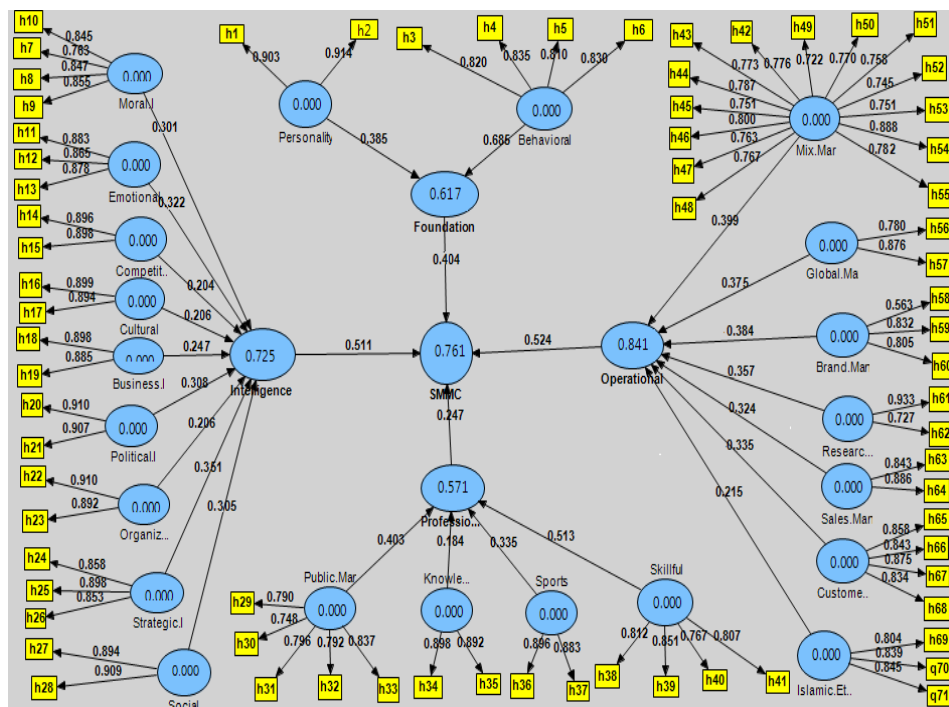 h10
0.845
h7
0.763
h8
0.847
h9
0.855
0.000
Moral.I
0.301
h11
0.883
h12
0.865
h13
0.878
0.000
Emotional
0.322
h14
0.896
h15
0.898
0.000
Competit..
0.204
h16
0.899
h17
0.894
0.000
Cultural
0.206
h18
0.898
h19
0.885
0.000
Business.I
0.247
h20
0.910
h21
0.907
0.000
Political.I
0.308
h22
0.910
h23
0.892
0.000
Organiz...
0.206
h24
0.858
h25
0.898
h26
0.853
0.000
Strategic.I
0.351
h27
0.894
h28
0.909
0.000
Social
0.305
0.725
Intelligence
0.511
h1
0.903
h2
0.914
0.000
Personality
0.385
h3
0.820
h4
0.835
h5
0.810
h6
0.830
0.000
Behavioral
0.685
0.617
Foundation
0.404
0.761
SMMC
0.247
0.571
Professio...
0.403
0.184
0.335
0.513
Public.Mar
0.000
h29
0.790
h30
0.748
h31
0.796
h32
0.792
h33
0.837
Knowle...
0.000
h34
0.898
h35
0.892
Sports
0.000
h36
0.896
h37
0.883
Skillful
0.000
h38
0.812
h39
0.851
h40
0.767
h41
0.807
0.524
0.841
Operational
h43
0.773
h42
0.776
h49
0.722
h50
0.770
h51
0.758
h44
0.787
h45
0.751
h46
0.800
h47
0.763
h48
0.767
h52
0.745
h53
0.751
h54
0.888
h55
0.782
0.000
Mix.Mar
0.399
h56
0.780
h57
0.876
0.000
Global.Ma
0.375
h58
0.563
h59
0.832
h60
0.805
0.000
Brand.Man
0.384
h61
0.933
h62
0.727
0.000
Researc...
0.357
h63
0.843
h64
0.886
0.000
Sales.Man
0.324
h65
0.858
h66
0.843
h67
0.875
h68
0.834
0.000
Custome...
0.335
h69
0.804
q70
0.839
q71
0.845
0.000
Islamic.Et..
0.215